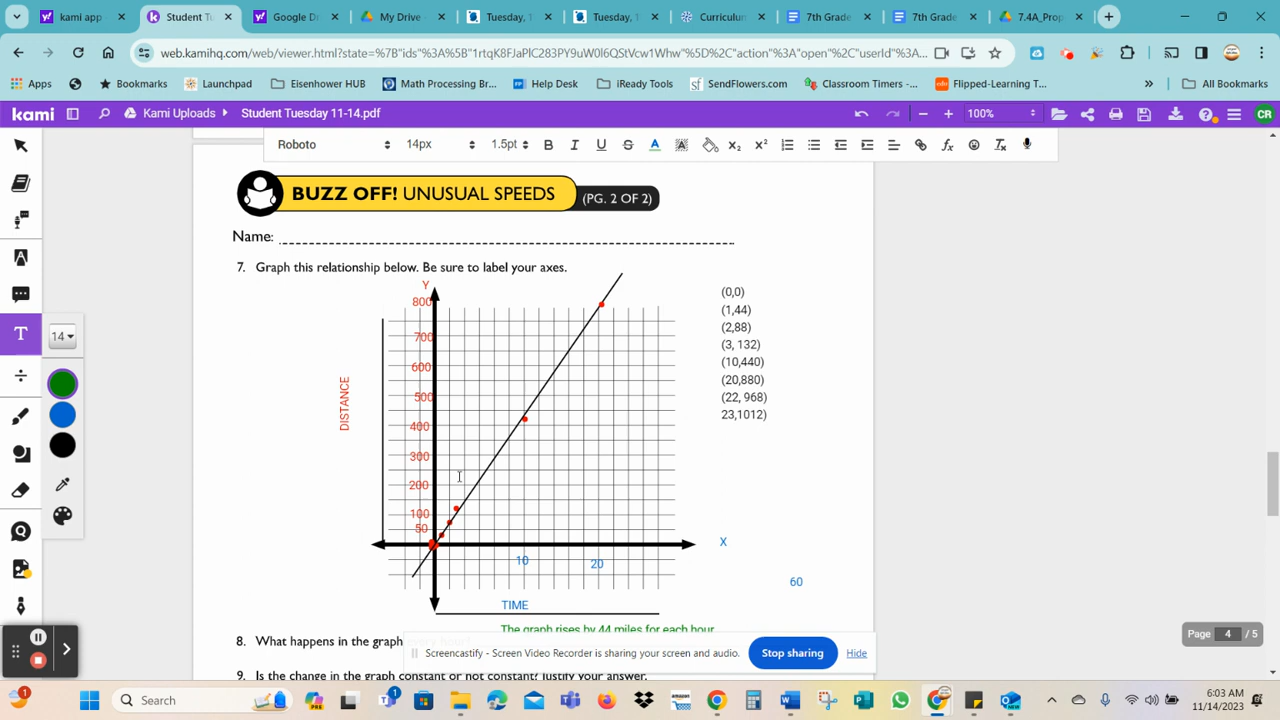 kami app
Student Tu
Google Dr
My Drive -
Tuesday, 1
Tuesday, 1
Curriculum
7th Grade
7th Grade
7.4A_Prop
web.kamihq.com/web/viewer.html?state=%7B"ids"%3A%5B"1rtqK8FJaPlC283PY9uW0l6QStVcw1Whw"%5D%2C"action"%3A"open"%2C"userId"%3A...
Apps
Bookmarks
Launchpad
Eisenhower HUB
Math Processing Br...
Help Desk
iReady Tools
SendFlowers.com
Classroom Timers -...
Flipped-Learning T...
All Bookmarks
kami
Kami Uploads
Student Tuesday 11-14.pdf
100%
CR
Roboto
14px
1.5pt
BUZZ OFF! UNUSUAL SPEEDS
(PG. 2 OF 2)
Name:
7. Graph this relationship below. Be sure to label your axes.
Y
800
700
600
500
400
300
200
100
50
DISTANCE
(0,0)
(1,44)
(2,88)
(3, 132)
(10,440)
(20,880)
(22, 968)
23,1012)
X
10
20
60
TIME
The graph rises by 44 miles for each hour
8. What happens in the graph
9. Is the change in the graph constant or not constant? Justify your answer.
14
Screencastify - Screen Video Recorder is sharing your screen and audio.
Stop sharing
Hide
Page 4 / 5
Search
6:03 AM
11/14/2023